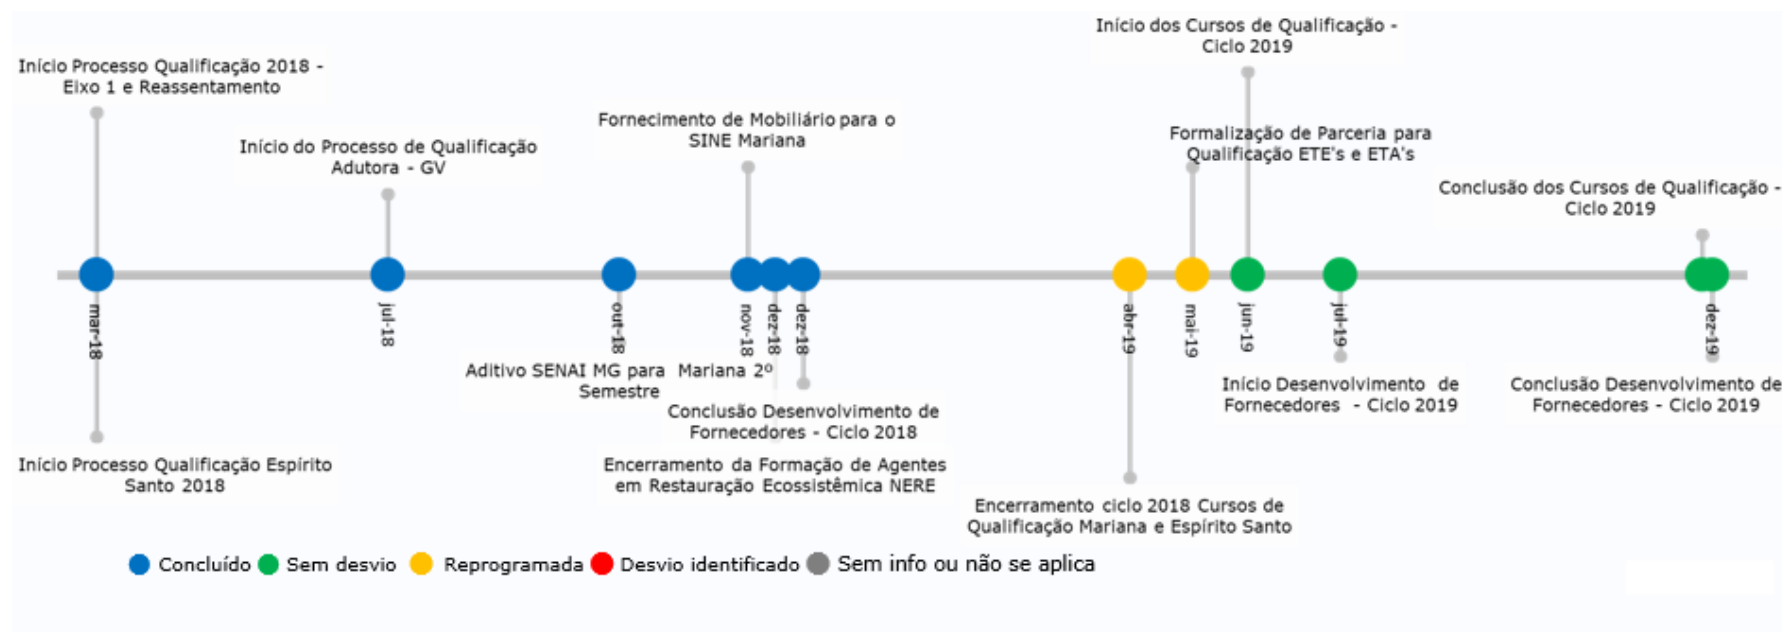 Início dos Cursos de Qualificação -
Ciclo 2019
Início Processo Qualificação 2018 -
Eixo 1 e Reassentamento
Fornecimento de Mobiliário para o
SINE Mariana
Início do Processo de Qualificação
Adutora - GV
Formalização de Parceria para
Qualificação ETE's e ETA's
Conclusão dos Cursos de Qualificação -
Ciclo 2019
mar-18
jul-18
out-18
nov-18
dez-18
dez-18
abr-19
mai-19
jun-19
jul-19
dez-19
Aditivo SENAI MG para Mariana 2º
Semestre
Conclusão Desenvolvimento de
Fornecedores - Ciclo 2018
Início Desenvolvimento de
Fornecedores - Ciclo 2019
Conclusão Desenvolvimento de
Fornecedores - Ciclo 2019
Início Processo Qualificação Espírito
Santo 2018
Encerramento da Formação de Agentes
em Restauração Ecossistêmica NERE
Encerramento ciclo 2018 Cursos de
Qualificação Mariana e Espírito Santo
Concluído Sem desvio Reprogramada Desvio identificado Sem info ou não se aplica